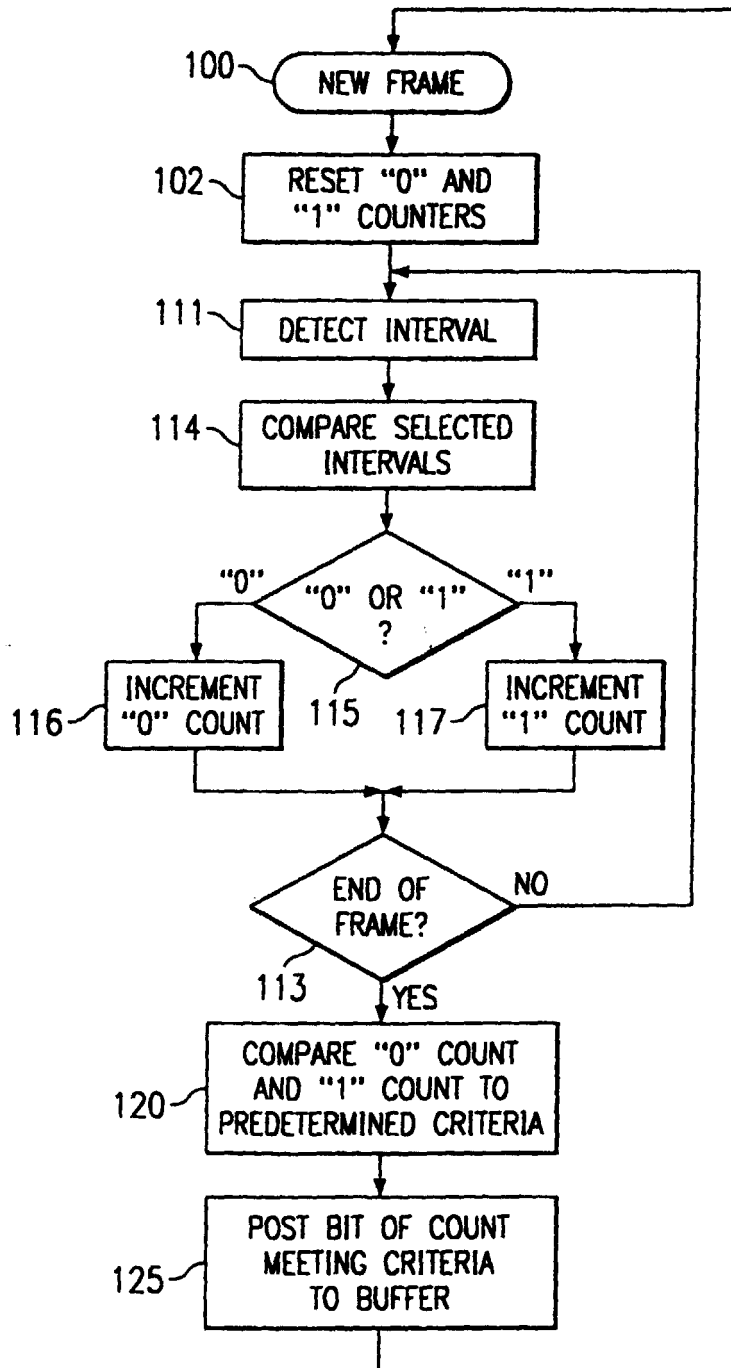 100
NEW FRAME
102
RESET “0” AND
“1” COUNTERS
111
DETECT INTERVAL
114
COMPARE SELECTED
INTERVALS
“0”
“0” OR “1”
?
“1”
115
116
INCREMENT
“0” COUNT
117
INCREMENT
“1” COUNT
END OF
FRAME?
NO
113
YES
120
COMPARE “0” COUNT
AND “1” COUNT TO
PREDETERMINED CRITERIA
125
POST BIT OF COUNT
MEETING CRITERIA
TO BUFFER